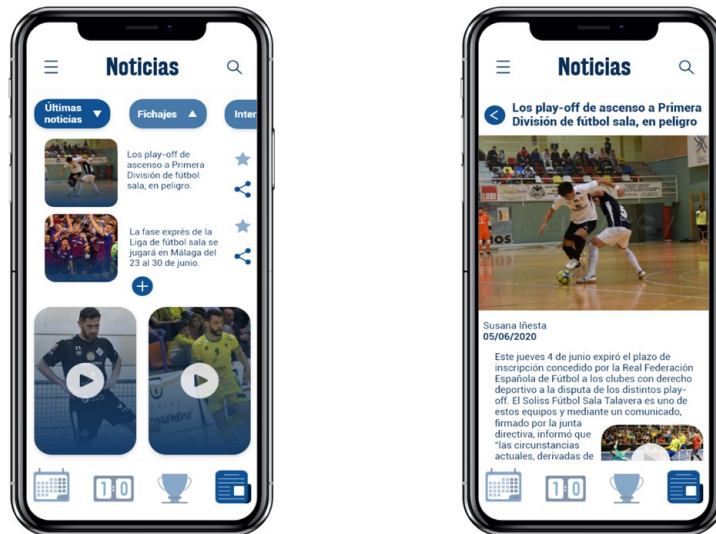 Noticias
Últimas
noticias
Fichajes
Inter
Los play-off de
ascenso a Primera
División de fútbol
sala, en peligro.
La fase exprés de la
Liga de fútbol sala se
jugará en Málaga del
23 al 30 de junio.
1 0
Noticias
Los play-off de ascenso a Primera
División de fútbol sala, en peligro
Susana Iñesta
05/06/2020
Este jueves 4 de junio expiró el plazo de
inscripción concedido por la Real Federación
Española de Fútbol a los clubes con derecho
deportivo a la disputa de los distintos play-
off. El Soliss Fútbol Sala Talavera es uno de
estos equipos y mediante un comunicado,
firmado por la junta
directiva, informó que
"las circunstancias
actuales, derivadas de
1 0